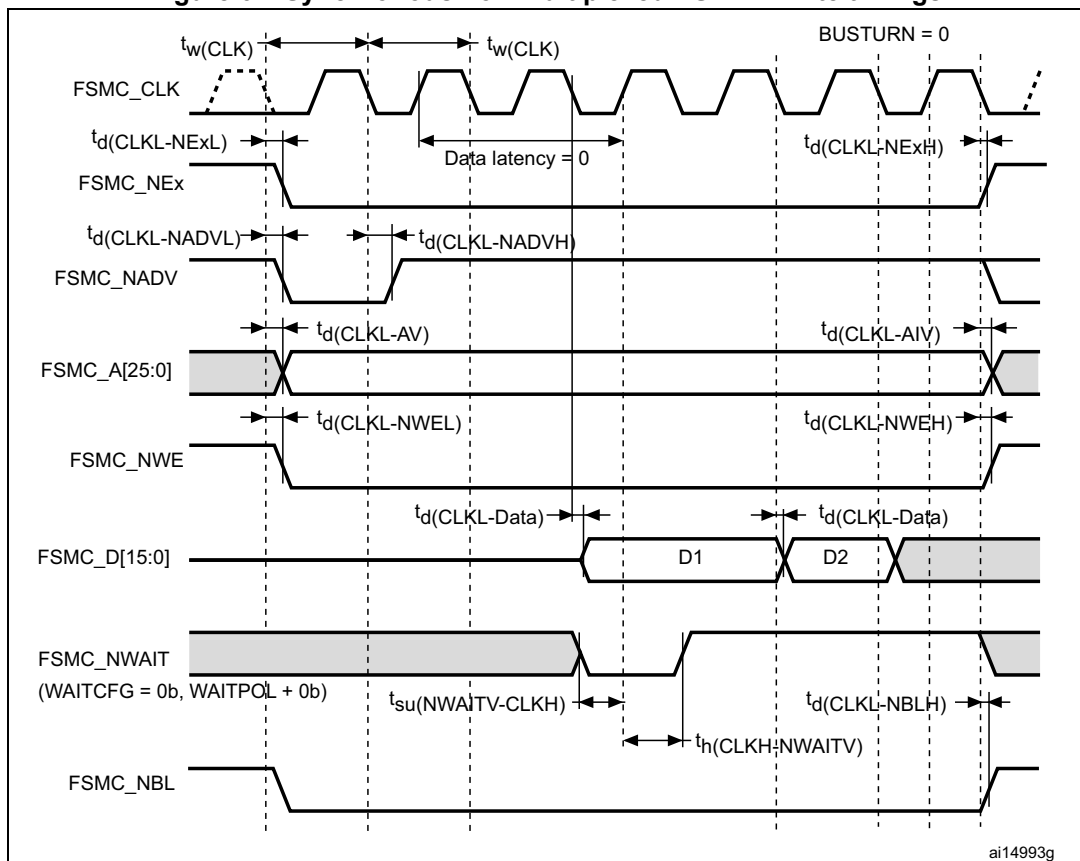 BUSTURN = 0
tw(CLK) tw(CLK)
FSMC_CLK
td(CLKL-NExL) Data latency = 0 td(CLKL-NExH)
FSMC_NEx
td(CLKL-NADVL) td(CLKL-NADVH)
FSMC_NADV
td(CLKL-AV) td(CLKL-AIV)
FSMC_A[25:0]
td(CLKL-NWEL) td(CLKL-NWEH)
FSMC_NWE
td(CLKL-Data) td(CLKL-Data)
FSMC_D[15:0] D1 D2
FSMC_NWAIT
(WAITCFG = 0b, WAITPOL + 0b) tsu(NWAITV-CLKH) td(CLKL-NBLH)
th(CLKH-NWAITV)
FSMC_NBL
ai14993g